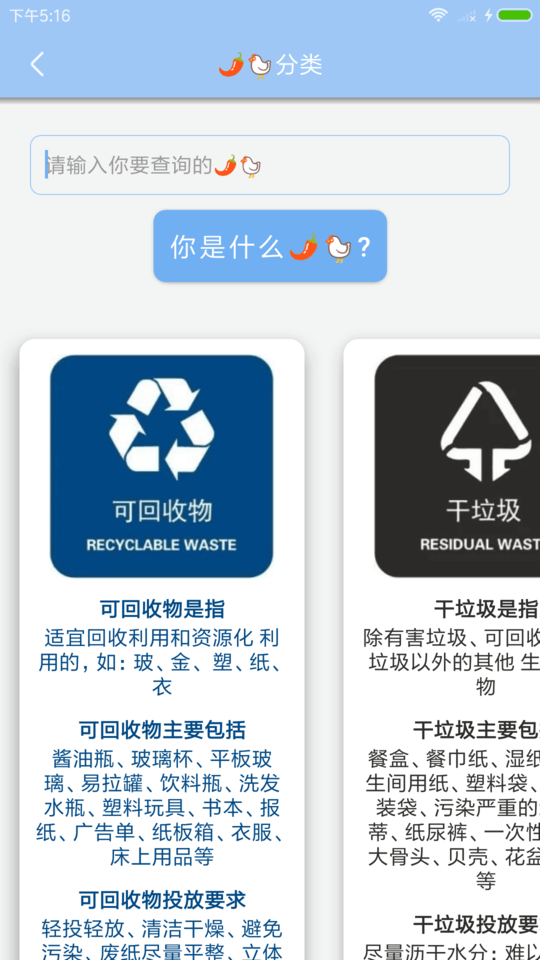 下午5:16
🌶️🐔分类
请输入你要查询的🌶️🐔
你是什么🌶️🐔?
可回收物
RECYCLABLE WASTE
可回收物是指
适宜回收利用和资源化 利
用的,如:玻、金、塑、纸、
衣
可回收物主要包括
酱油瓶、玻璃杯、平板玻
璃、易拉罐、饮料瓶、洗发
水瓶、塑料玩具、书本、报
纸、广告单、纸板箱、衣服、
床上用品等
可回收物投放要求
轻投轻放、清洁干燥、避免
污染、废纸尽量平整、立体
干垃圾
RESIDUAL WAST
干垃圾是指
除有害垃圾、可回收
垃圾以外的其他 生
物
干垃圾主要包
餐盒、餐巾纸、湿纸
生间用纸、塑料袋、
装袋、污染严重的
蒂、纸尿裤、一次性
大骨头、贝壳、花盆
等
干垃圾投放要
尽量沥干水分;难以